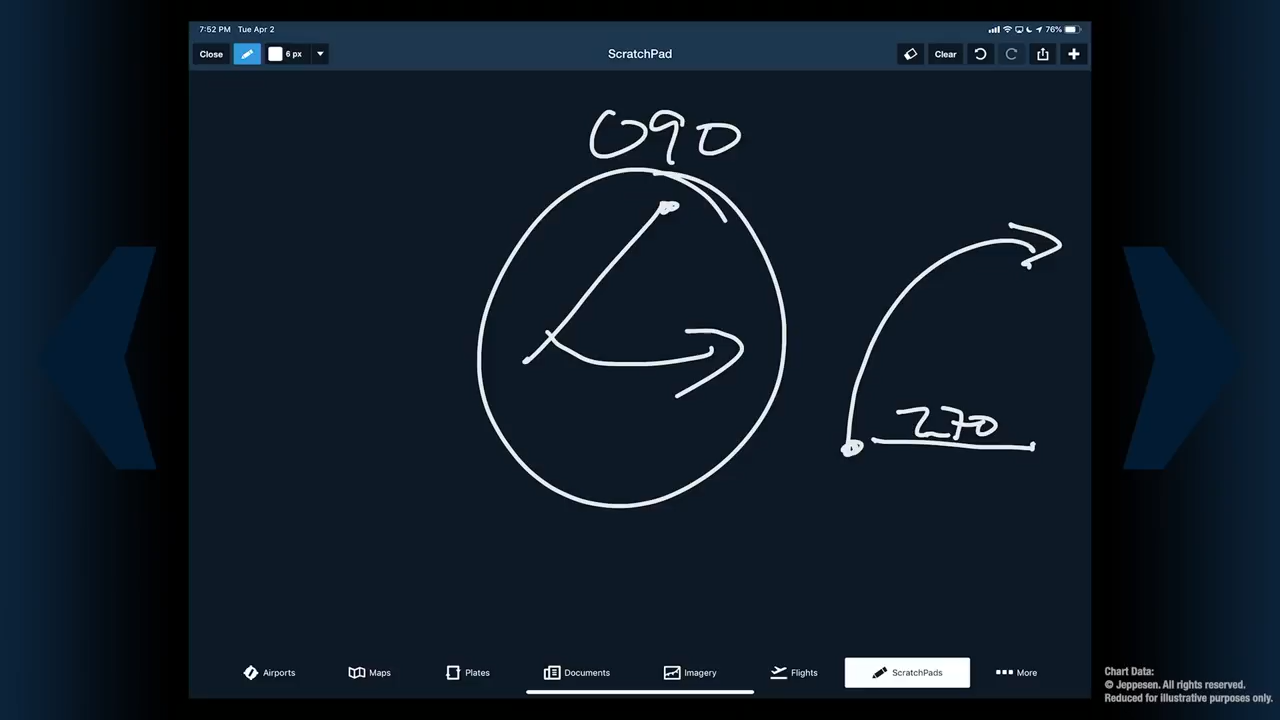 7:52 PM Tue Apr 2
76%
Close
6 px
ScratchPad
Clear
090
270
Airports
Maps
Plates
Documents
Imagery
Flights
ScratchPads
More
Chart Data:
© Jeppesen. All rights reserved.
Reduced for illustrative purposes only.